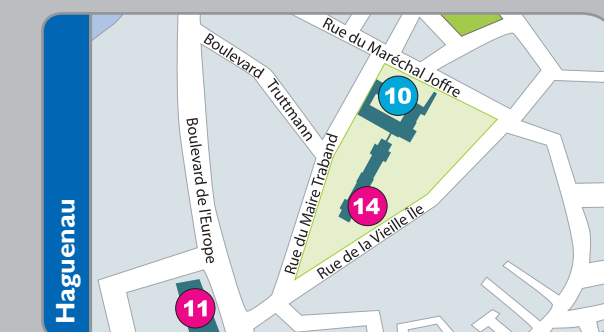 Rue du Maréchal Joffre
Boulevard Truttmann
10
Boulevard de l'Europe
Rue du Maire Traband
14
Rue de la Vieille Île
Haguenau
11